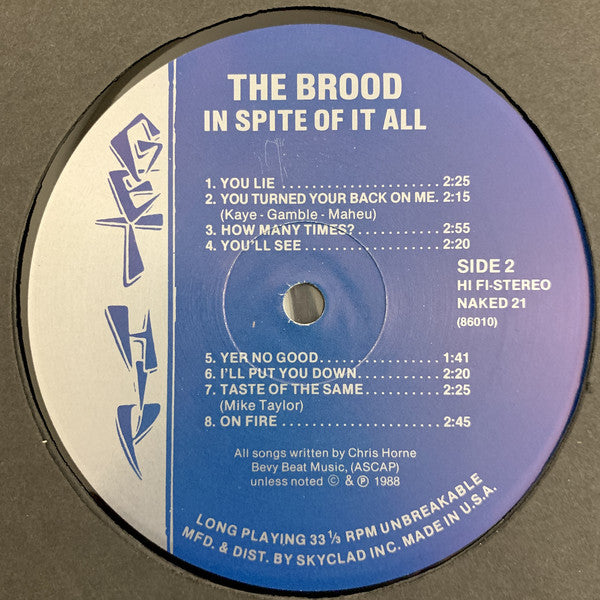 GET HIP
THE BROOD
IN SPITE OF IT ALL
1. YOU LIE ........................ 2:25
2. YOU TURNED YOUR BACK ON ME. 2:15
(Kaye - Gamble - Maheu)
3. HOW MANY TIMES? ............. 2:55
4. YOU'LL SEE .................... 2:20
SIDE 2
HI FI-STEREO
NAKED 21
(86010)
5. YER NO GOOD .................. 1:41
6. I'LL PUT YOU DOWN ............. 2:20
7. TASTE OF THE SAME ............ 2:25
(Mike Taylor)
8. ON FIRE ........................ 2:45
All songs written by Chris Horne
Bevy Beat Music, (ASCAP)
unless noted © & ℗ 1988
LONG PLAYING 33 ⅓ RPM UNBREAKABLE
MFD. & DIST. BY SKYCLAD INC. MADE IN U.S.A.